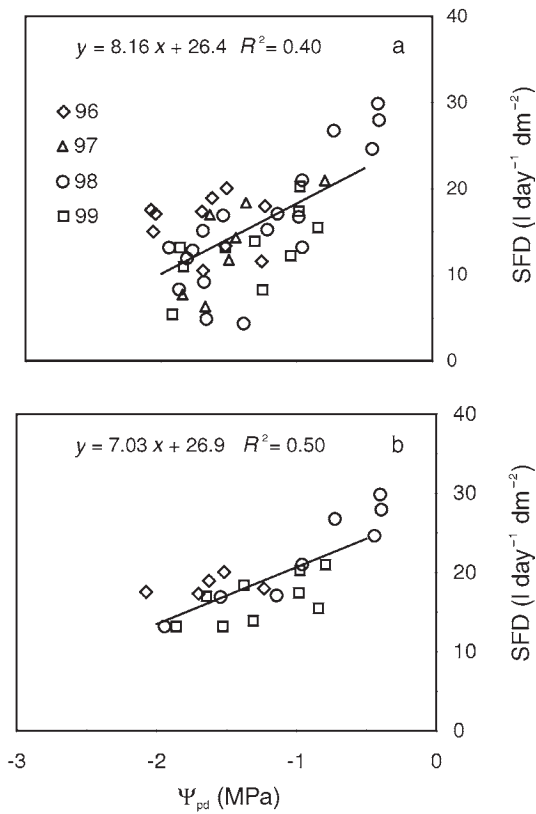 y = 8.16 x + 26.4 R² = 0.40 a
96
97
98
99
40
30
20
10
0
SFD (l day⁻¹ dm⁻²)
y = 7.03 x + 26.9 R² = 0.50 b
40
30
20
10
0
SFD (l day⁻¹ dm⁻²)
-3 -2 -1 0
Ψpd (MPa)